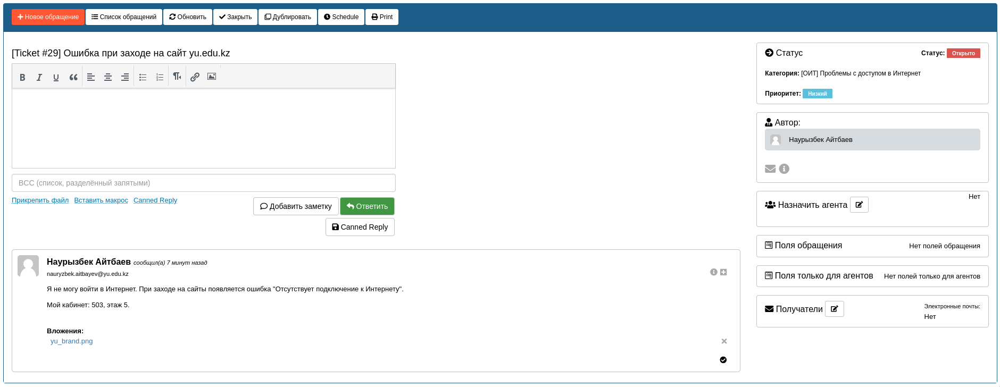 Новое обращение Список обращений Обновить Закрыть Дублировать Schedule Print
[Ticket #29] Ошибка при заходе на сайт yu.edu.kz
BCC (список, разделённый запятыми)
Прикрепить файл Вставить макрос Canned Reply
Добавить заметку Ответить
Canned Reply
Наурызбек Айтбаев сообщил(а) 7 минут назад
nauryzbek.aitbayev@yu.edu.kz
Я не могу войти в Интернет. При заходе на сайты появляется ошибка "Отсутствует подключение к Интернету".
Мой кабинет: 503, этаж 5.
Вложения:
yu_brand.png
Статус Статус: Открыто
Категория: [ОИТ] Проблемы с доступом в Интернет
Приоритет: Низкий
Автор:
Наурызбек Айтбаев
Назначить агента Нет
Поля обращения Нет полей обращения
Поля только для агентов Нет полей только для агентов
Получатели Электронные почты:
Нет